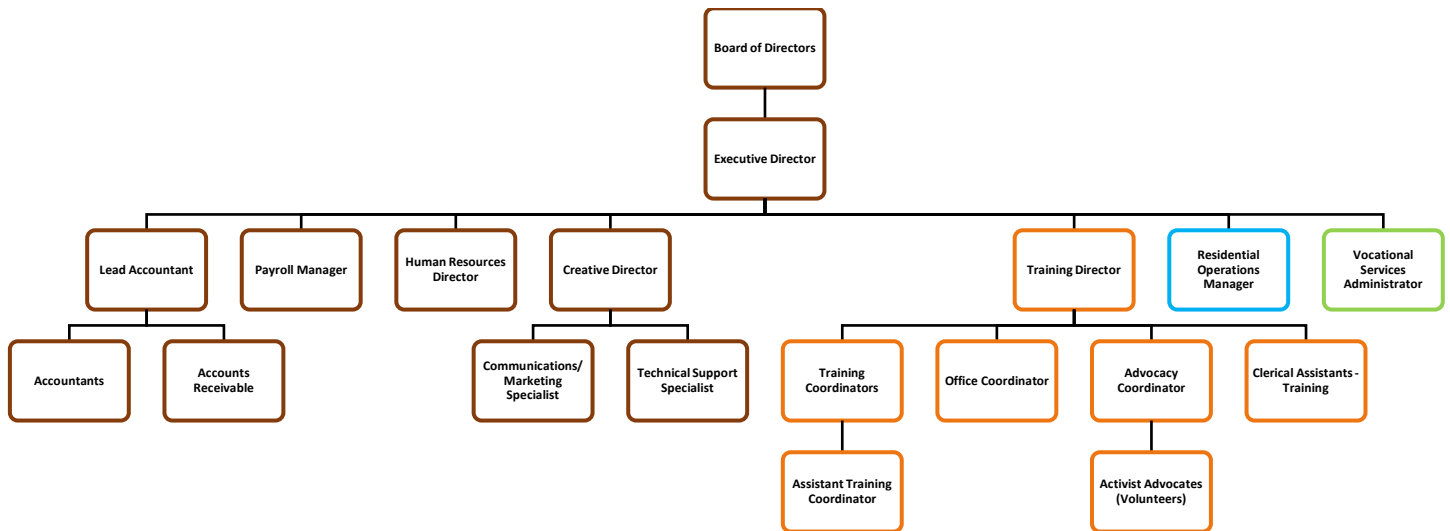 Board of Directors
Executive Director
Lead Accountant
Payroll Manager
Human Resources
Director
Creative Director
Training Director
Residential
Operations
Manager
Vocational
Services
Administrator
Accountants
Accounts
Receivable
Communications/
Marketing
Specialist
Technical Support
Specialist
Training
Coordinators
Office Coordinator
Advocacy
Coordinator
Clerical Assistants -
Training
Assistant Training
Coordinator
Activist Advocates
(Volunteers)